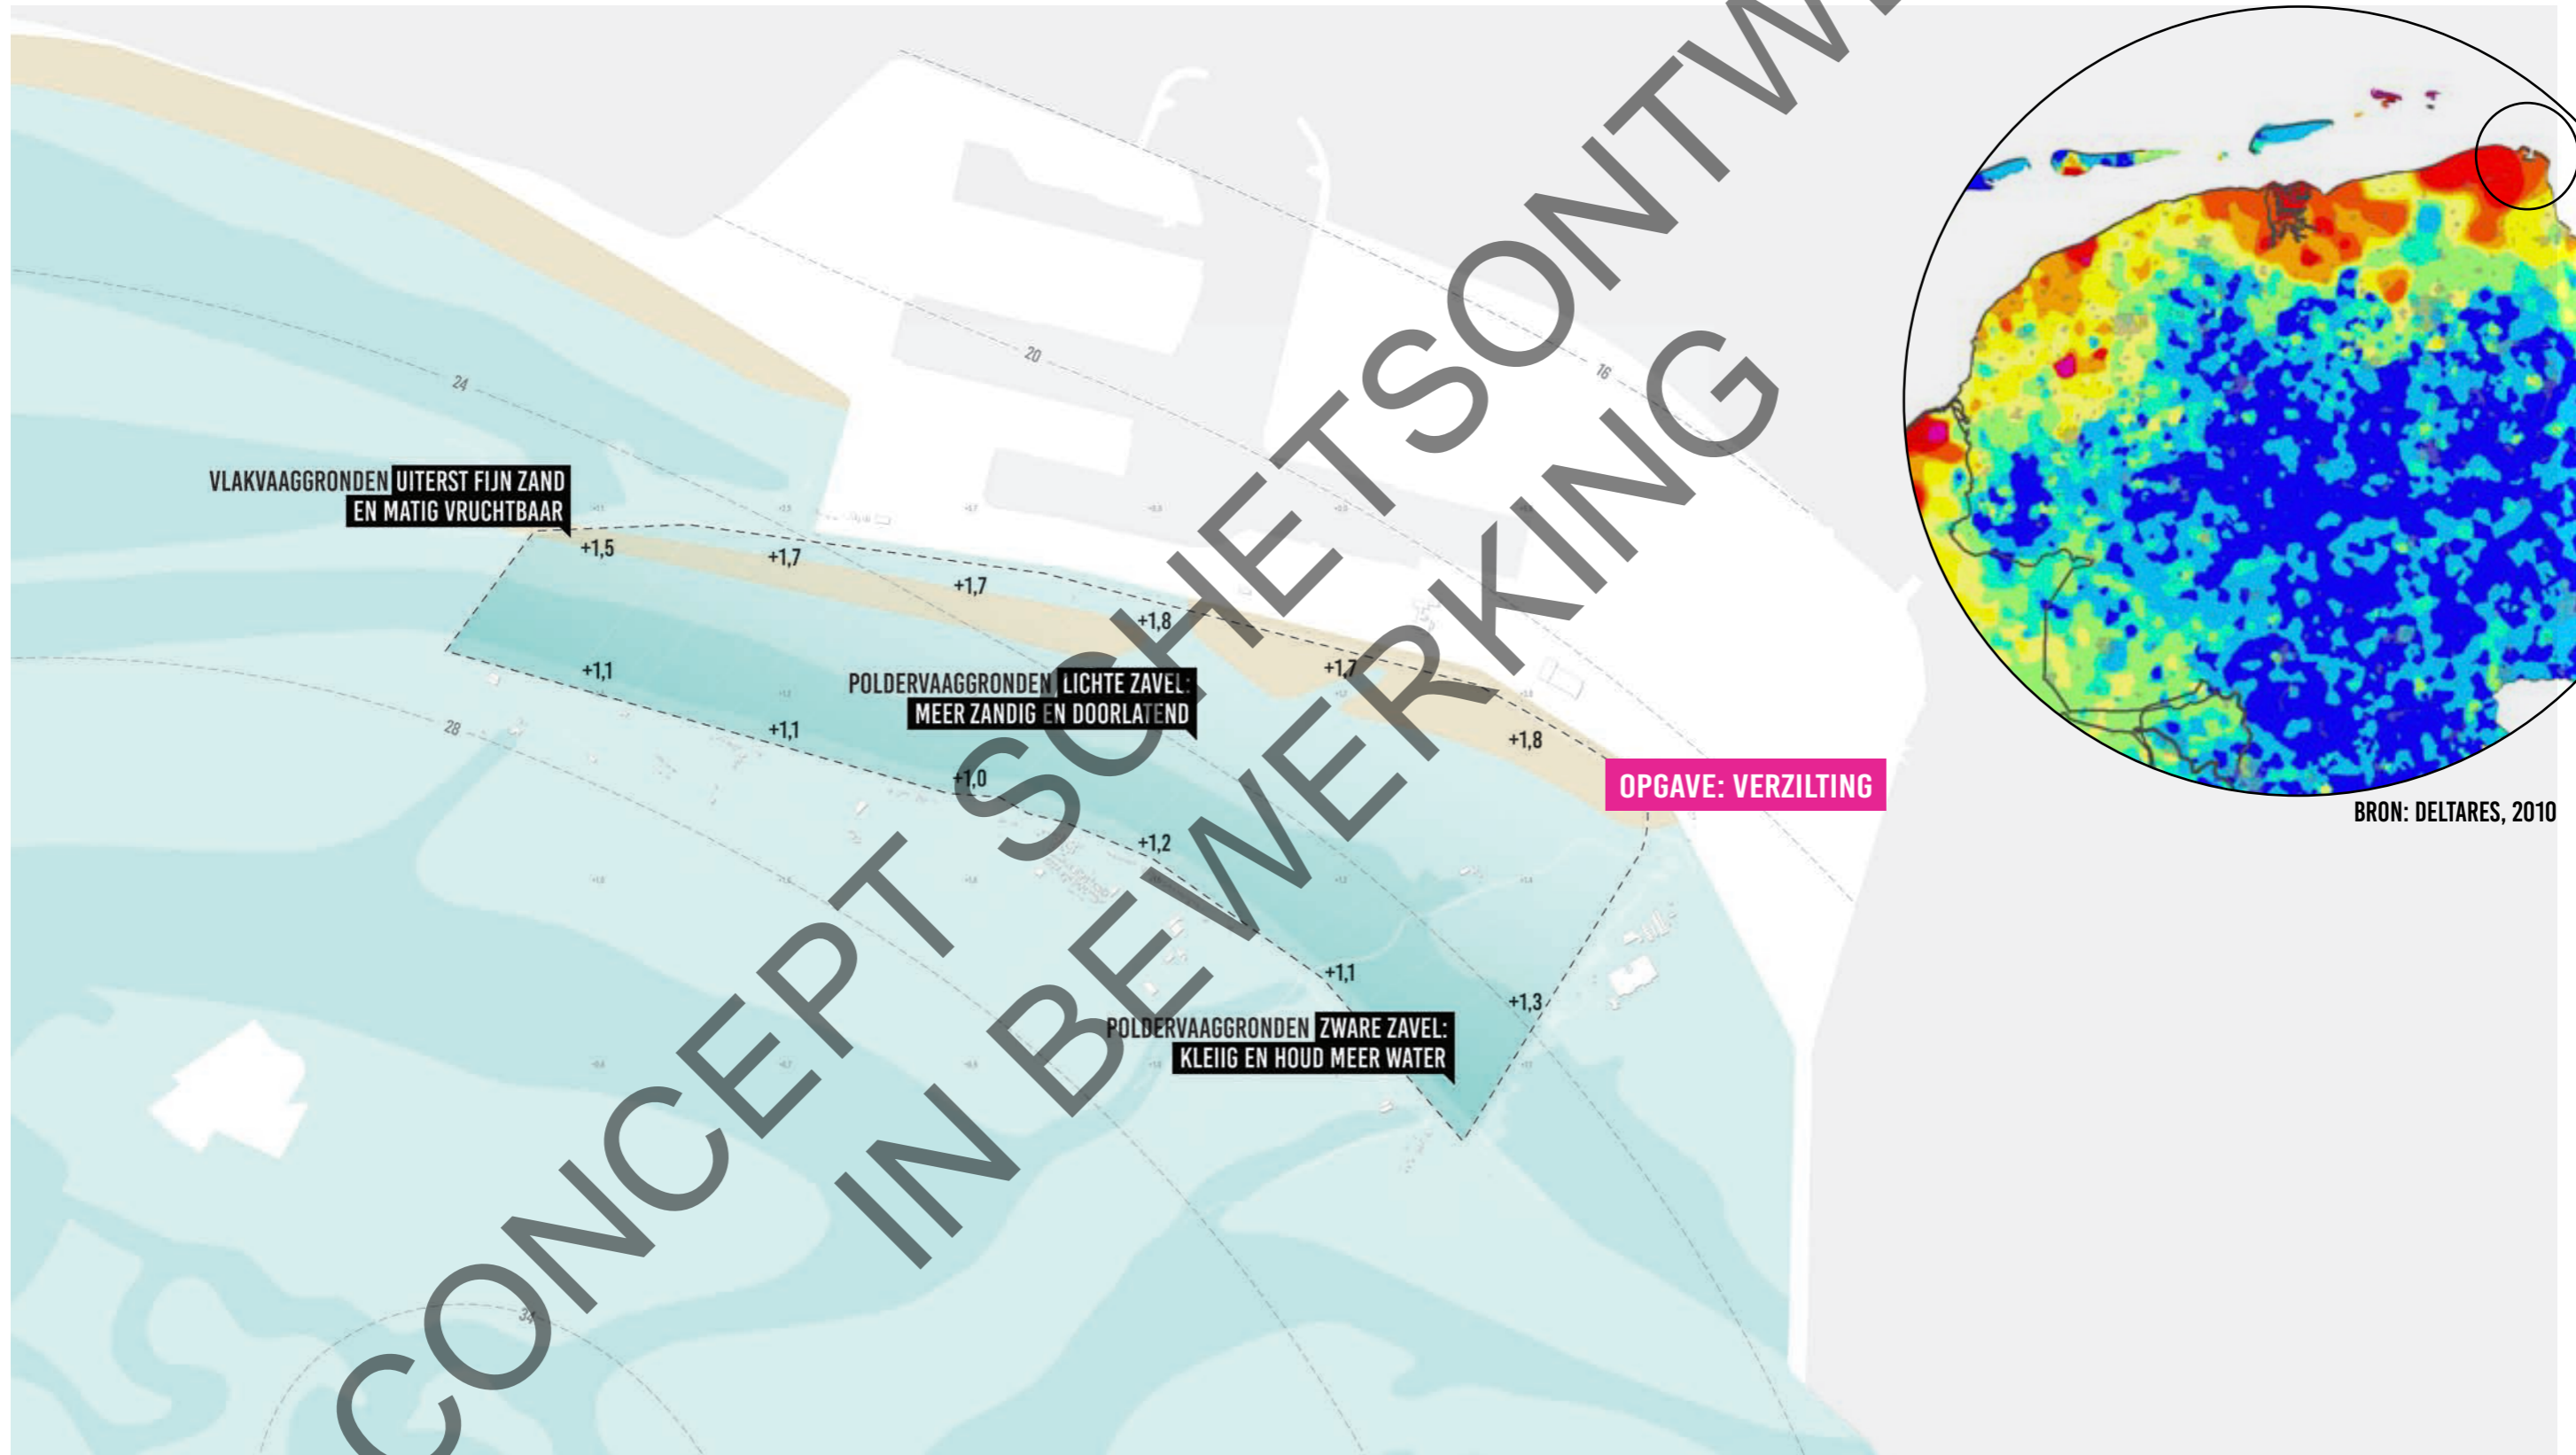 CONCEPT SCHETSONTWE
IN BEWERKING
24
20
16
VLAKVAAGGRONDEN UITERST FIJN ZAND
EN MATIG VRUCHTBAAR
+1,5
+1,7
+1,7
+1,8
+1,7
+1,8
+1,1
+1,1
+1,0
+1,2
+1,1
+1,3
28
POLDERVAAGGRONDEN LICHTE ZAVEL:
MEER ZANDIG EN DOORLATEND
OPGAVE: VERZILTING
BRON: DELTARES, 2010
POLDERVAAGGRONDEN ZWARE ZAVEL:
KLEIIG EN HOUD MEER WATER
34